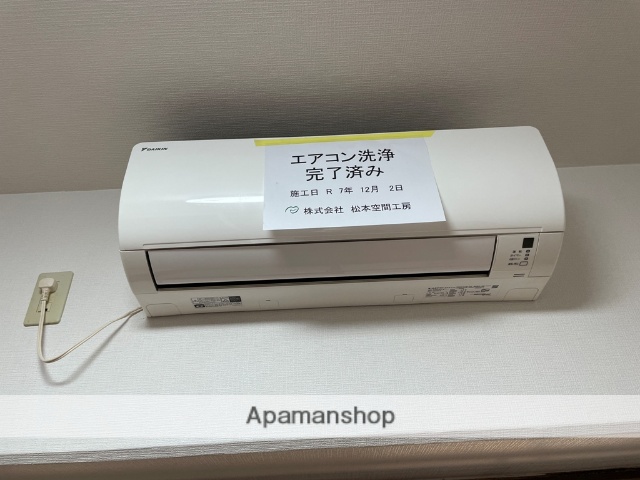 DAIKIN
エアコン洗浄
完了済み
施工日 R 7年 12月 2日
株式会社 松本空間工房
Apamanshop